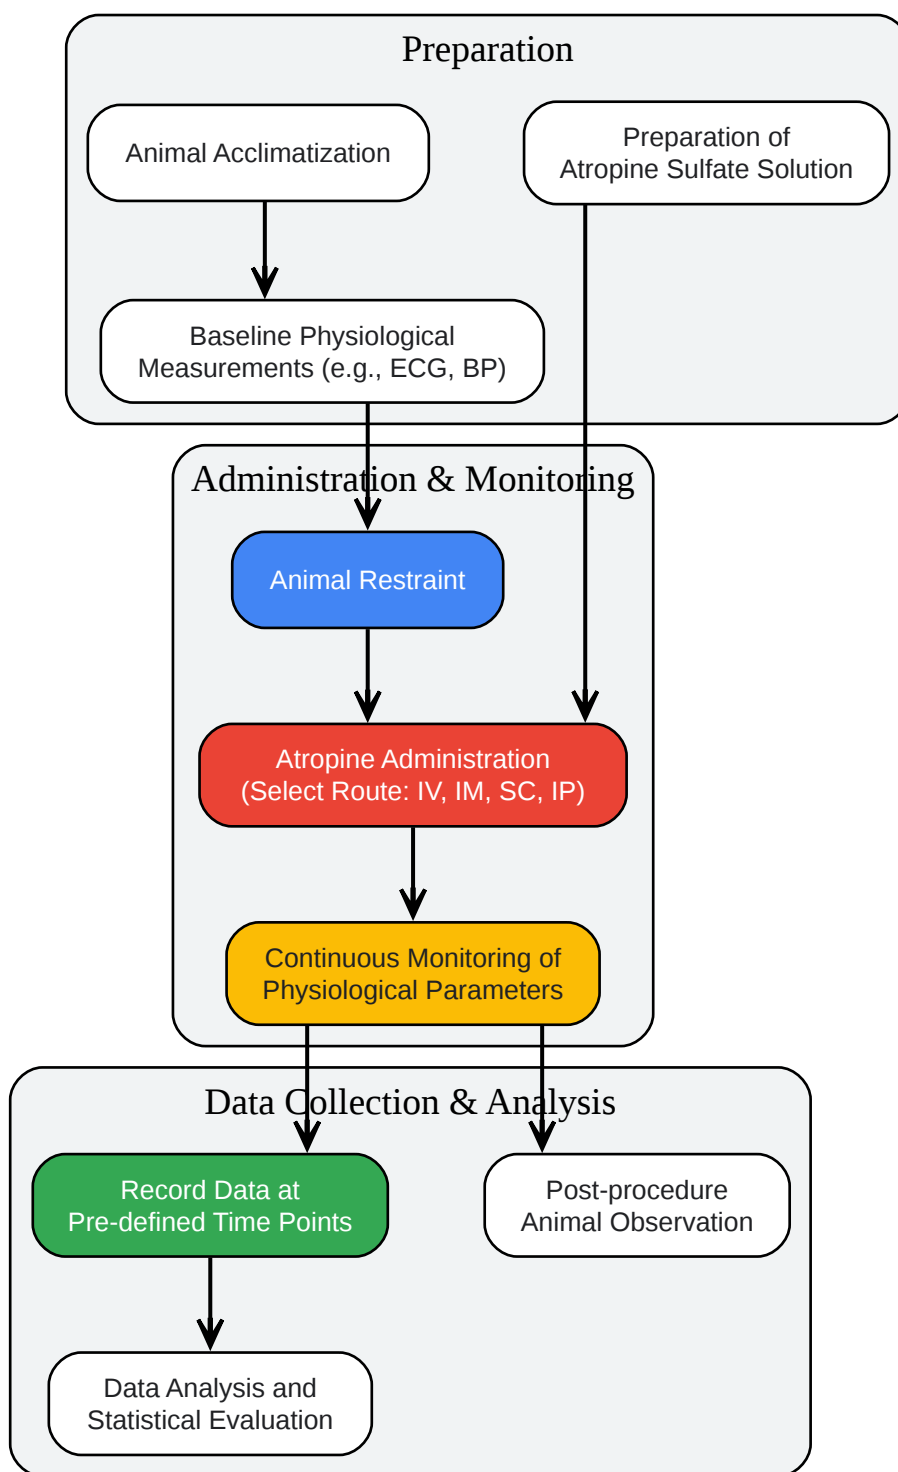 Preparation
Animal Acclimatization
Preparation of
Atropine Sulfate Solution
Baseline Physiological
Measurements (e.g., ECG, BP)
Administration & Monitoring
Animal Restraint
Atropine Administration
(Select Route: IV, IM, SC, IP)
Continuous Monitoring of
Physiological Parameters
Data Collection & Analysis
Record Data at
Pre-defined Time Points
Post-procedure
Animal Observation
Data Analysis and
Statistical Evaluation